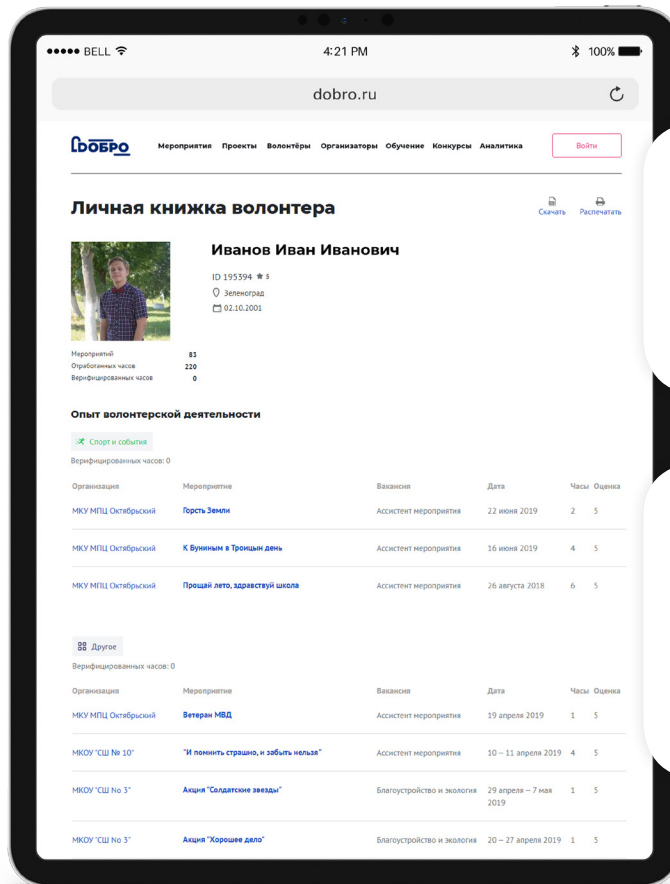 BELL 4:21 PM 100%
dobro.ru
ДОБРО Мероприятия Проекты Волонтёры Организаторы Обучение Конкурсы Аналитика Войти
Личная книжка волонтера Скачать Распечатать
Иванов Иван Иванович
ID 195394 ★ 5
Зеленоград
02.10.2001
Мероприятий 83
Отработанных часов 220
Верифицированных часов 0
Опыт волонтерской деятельности
Спорт и события
Верифицированных часов: 0
Организация Мероприятие Вакансия Дата Часы Оценка
МКУ МПЦ Октябрьский Горсть Земли Ассистент мероприятия 22 июня 2019 2 5
МКУ МПЦ Октябрьский К Буниным в Троицын день Ассистент мероприятия 16 июня 2019 4 5
МКУ МПЦ Октябрьский Прощай лето, здравствуй школа Ассистент мероприятия 26 августа 2018 6 5
Другое
Верифицированных часов: 0
Организация Мероприятие Вакансия Дата Часы Оценка
МКУ МПЦ Октябрьский Ветеран МВД Ассистент мероприятия 19 апреля 2019 1 5
МКОУ "СШ № 10" "И помнить страшно, и забыть нельзя" Ассистент мероприятия 10 – 11 апреля 2019 4 5
МКОУ "СШ No 3" Акция "Солдатские звезды" Благоустройство и экология 29 апреля – 7 мая 1 5
2019
МКОУ "СШ No 3" Акция "Хорошее дело" Благоустройство и экология 20 – 27 апреля 2019 1 5